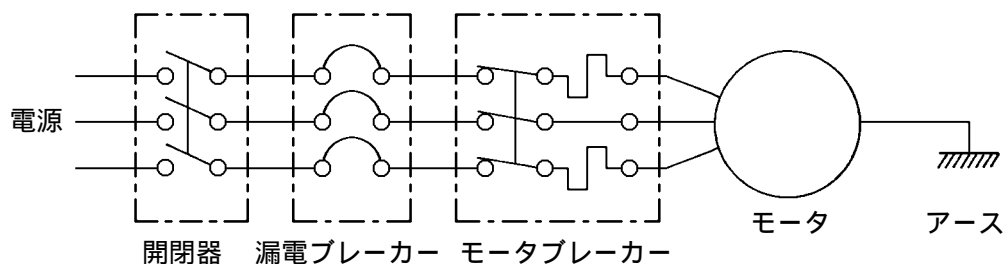 電源
開閉器
漏電ブレーカー
モータブレーカー
モータ
アース